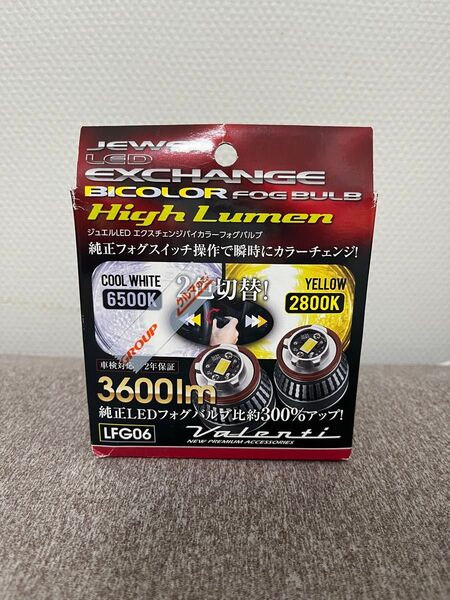 JEWEL
LED
EXCHANGE
BICOLOR FOG BULB
High Lumen
ジュエルLED エクスチェンジバイカラーフォグバルブ
純正フォグスイッチ操作で瞬時にカラーチェンジ!
COOL WHITE
6500K
2色切替!
YELLOW
2800K
GROUP
車検対応 2年保証
3600lm
純正LEDフォグバルブ比約300%アップ!
LFG06
Valenti
NEW PREMIUM ACCESSORIES